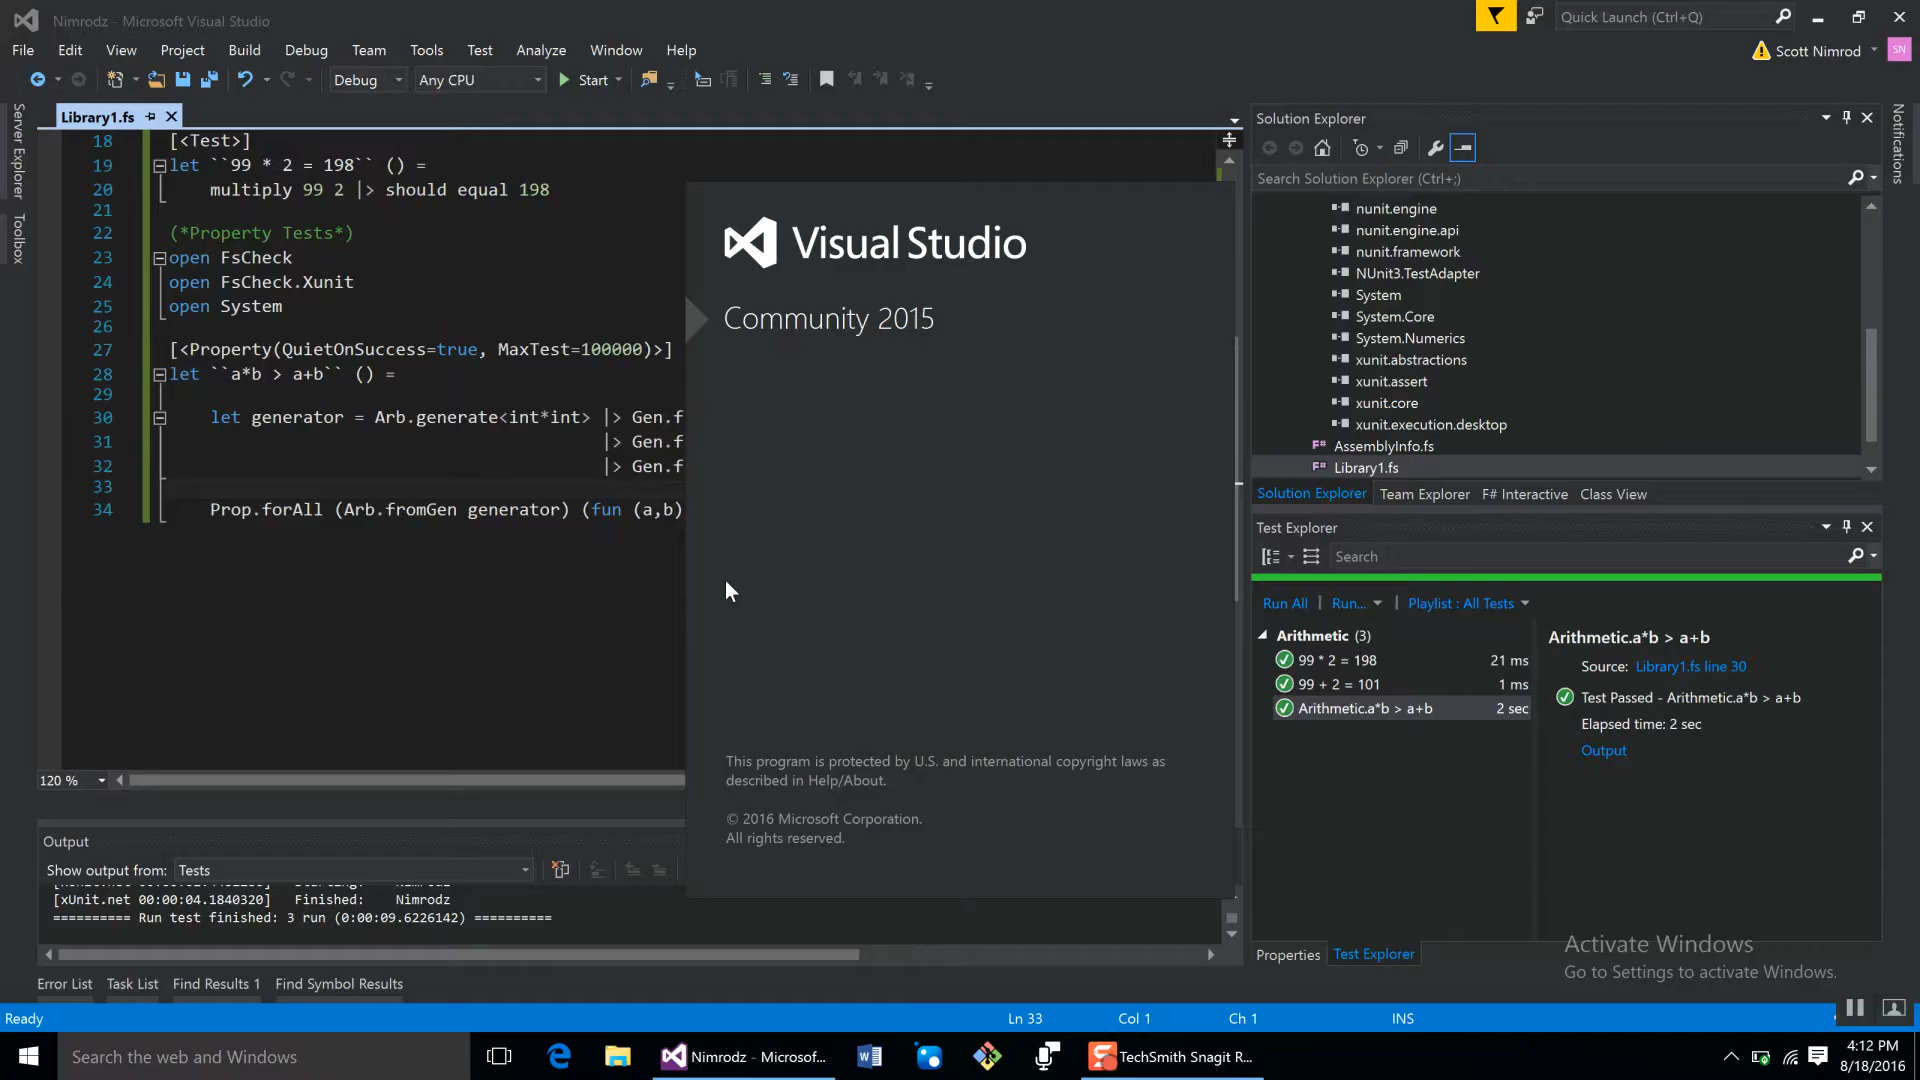 Nimrodz - Microsoft Visual Studio
Quick Launch (Ctrl+Q)
File Edit View Project Build Debug Team Tools Test Analyze Window Help
Scott Nimrod
SN
Debug Any CPU Start
Server Explorer
Toolbox
Notifications
Library1.fs
18 [<Test>]
19 let ``99 * 2 = 198`` () =
20 multiply 99 2 |> should equal 198
21
22 (*Property Tests*)
23 open FsCheck
24 open FsCheck.Xunit
25 open System
26
27 [<Property(QuietOnSuccess=true, MaxTest=100000)>]
28 let ``a*b > a+b`` () =
29
30 let generator = Arb.generate<int*int> |> Gen.f
31 |> Gen.f
32 |> Gen.f
33
34 Prop.forAll (Arb.fromGen generator) (fun (a,b)
120 %
Visual Studio
Community 2015
This program is protected by U.S. and international copyright laws as
described in Help/About.
© 2016 Microsoft Corporation.
All rights reserved.
Output
Show output from: Tests
[xUnit.net 00:00:04.1840320] Finished: Nimrodz
========== Run test finished: 3 run (0:00:09.6226142) ==========
Error List Task List Find Results 1 Find Symbol Results
Solution Explorer
Search Solution Explorer (Ctrl+;)
nunit.engine
nunit.engine.api
nunit.framework
NUnit3.TestAdapter
System
System.Core
System.Numerics
xunit.abstractions
xunit.assert
xunit.core
xunit.execution.desktop
F# AssemblyInfo.fs
F# Library1.fs
Solution Explorer Team Explorer F# Interactive Class View
Test Explorer
Search
Run All | Run... | Playlist : All Tests
Arithmetic (3)
99 * 2 = 198 21 ms
99 + 2 = 101 1 ms
Arithmetic.a*b > a+b 2 sec
Arithmetic.a*b > a+b
Source: Library1.fs line 30
Test Passed - Arithmetic.a*b > a+b
Elapsed time: 2 sec
Output
Properties Test Explorer
Activate Windows
Go to Settings to activate Windows.
Ready Ln 33 Col 1 Ch 1 INS
Search the web and Windows
Nimrodz - Microsof...
TechSmith Snagit R...
4:12 PM
8/18/2016